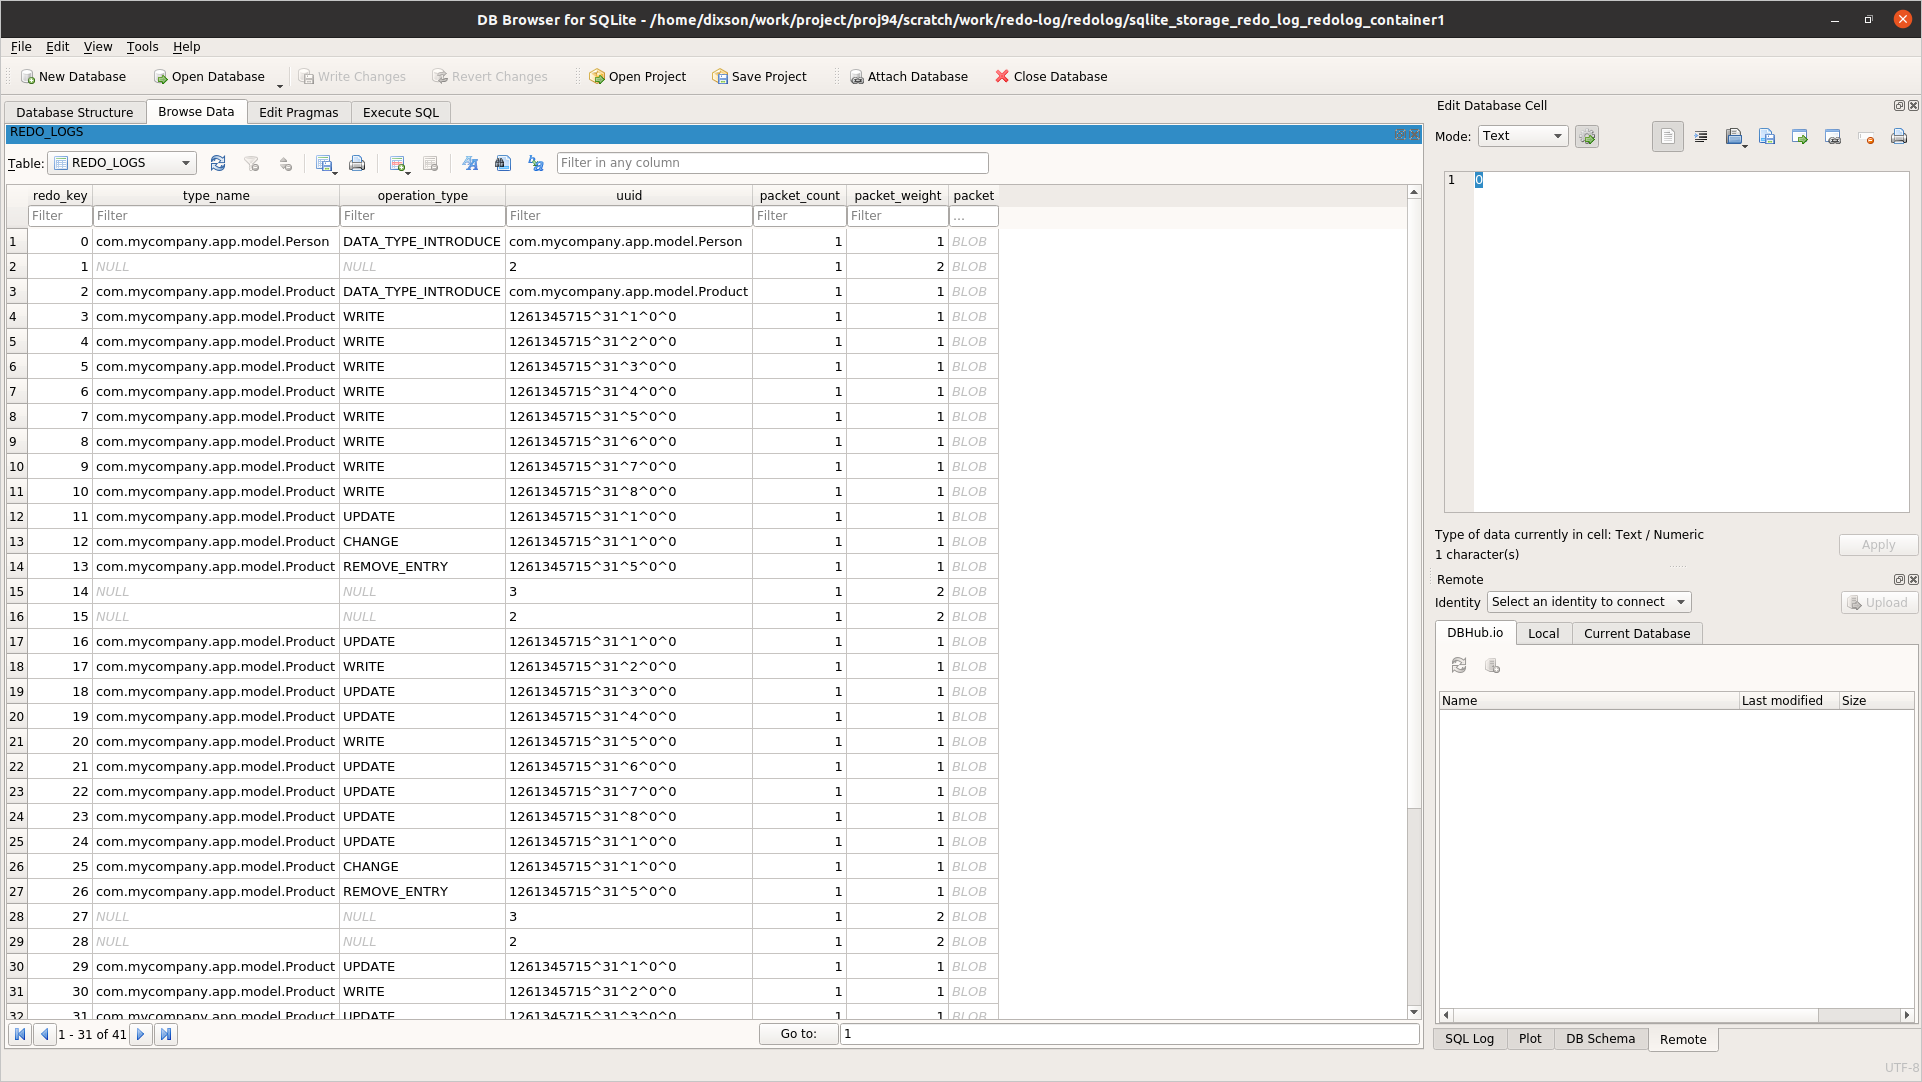 DB Browser for SQLite - /home/dixson/work/project/proj94/scratch/work/redo-log/redolog/sqlite_storage_redo_log_redolog_container1
File Edit View Tools Help
New Database Open Database Write Changes Revert Changes Open Project Save Project Attach Database Close Database
Database Structure Browse Data Edit Pragmas Execute SQL
REDO_LOGS
Table: REDO_LOGS Filter in any column
redo_key type_name operation_type uuid packet_count packet_weight packet
Filter Filter Filter Filter Filter Filter ...
1 0 com.mycompany.app.model.Person DATA_TYPE_INTRODUCE com.mycompany.app.model.Person 1 1 BLOB
2 1 NULL NULL 2 1 2 BLOB
3 2 com.mycompany.app.model.Product DATA_TYPE_INTRODUCE com.mycompany.app.model.Product 1 1 BLOB
4 3 com.mycompany.app.model.Product WRITE 1261345715^31^1^0^0 1 1 BLOB
5 4 com.mycompany.app.model.Product WRITE 1261345715^31^2^0^0 1 1 BLOB
6 5 com.mycompany.app.model.Product WRITE 1261345715^31^3^0^0 1 1 BLOB
7 6 com.mycompany.app.model.Product WRITE 1261345715^31^4^0^0 1 1 BLOB
8 7 com.mycompany.app.model.Product WRITE 1261345715^31^5^0^0 1 1 BLOB
9 8 com.mycompany.app.model.Product WRITE 1261345715^31^6^0^0 1 1 BLOB
10 9 com.mycompany.app.model.Product WRITE 1261345715^31^7^0^0 1 1 BLOB
11 10 com.mycompany.app.model.Product WRITE 1261345715^31^8^0^0 1 1 BLOB
12 11 com.mycompany.app.model.Product UPDATE 1261345715^31^1^0^0 1 1 BLOB
13 12 com.mycompany.app.model.Product CHANGE 1261345715^31^1^0^0 1 1 BLOB
14 13 com.mycompany.app.model.Product REMOVE_ENTRY 1261345715^31^5^0^0 1 1 BLOB
15 14 NULL NULL 3 1 2 BLOB
16 15 NULL NULL 2 1 2 BLOB
17 16 com.mycompany.app.model.Product UPDATE 1261345715^31^1^0^0 1 1 BLOB
18 17 com.mycompany.app.model.Product WRITE 1261345715^31^2^0^0 1 1 BLOB
19 18 com.mycompany.app.model.Product UPDATE 1261345715^31^3^0^0 1 1 BLOB
20 19 com.mycompany.app.model.Product UPDATE 1261345715^31^4^0^0 1 1 BLOB
21 20 com.mycompany.app.model.Product WRITE 1261345715^31^5^0^0 1 1 BLOB
22 21 com.mycompany.app.model.Product UPDATE 1261345715^31^6^0^0 1 1 BLOB
23 22 com.mycompany.app.model.Product UPDATE 1261345715^31^7^0^0 1 1 BLOB
24 23 com.mycompany.app.model.Product UPDATE 1261345715^31^8^0^0 1 1 BLOB
25 24 com.mycompany.app.model.Product UPDATE 1261345715^31^1^0^0 1 1 BLOB
26 25 com.mycompany.app.model.Product CHANGE 1261345715^31^1^0^0 1 1 BLOB
27 26 com.mycompany.app.model.Product REMOVE_ENTRY 1261345715^31^5^0^0 1 1 BLOB
28 27 NULL NULL 3 1 2 BLOB
29 28 NULL NULL 2 1 2 BLOB
30 29 com.mycompany.app.model.Product UPDATE 1261345715^31^1^0^0 1 1 BLOB
31 30 com.mycompany.app.model.Product WRITE 1261345715^31^2^0^0 1 1 BLOB
32 31 com.mycompany.app.model.Product UPDATE 1261345715^31^3^0^0 1 1 BLOB
1 - 31 of 41 Go to: 1
Edit Database Cell
Mode: Text
1 0
Type of data currently in cell: Text / Numeric
1 character(s)
Apply
Remote
Identity Select an identity to connect Upload
DBHub.io Local Current Database
Name Last modified Size
SQL Log Plot DB Schema Remote
UTF-8